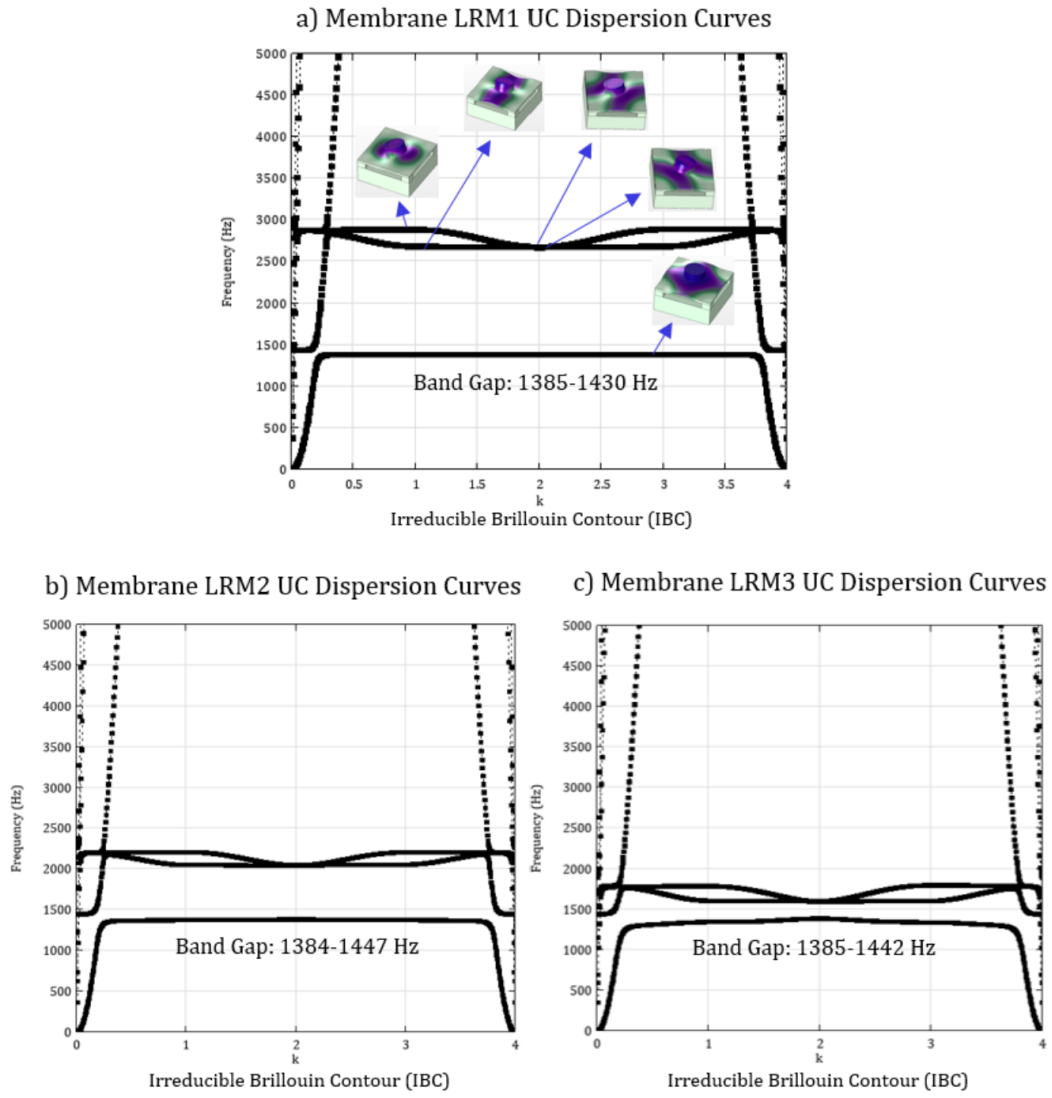 a) Membrane LRM1 UC Dispersion Curves
5000
4500
4000
3500
3000
2500
2000
1500
1000
500
0
Frequency (Hz)
Band Gap: 1385-1430 Hz
0 0.5 1 1.5 2 2.5 3 3.5 4
k
Irreducible Brillouin Contour (IBC)
b) Membrane LRM2 UC Dispersion Curves
5000
4500
4000
3500
3000
2500
2000
1500
1000
500
0
Frequency (Hz)
Band Gap: 1384-1447 Hz
0 1 2 3 4
k
Irreducible Brillouin Contour (IBC)
c) Membrane LRM3 UC Dispersion Curves
5000
4500
4000
3500
3000
2500
2000
1500
1000
500
0
Frequency (Hz)
Band Gap: 1385-1442 Hz
0 1 2 3 4
k
Irreducible Brillouin Contour (IBC)